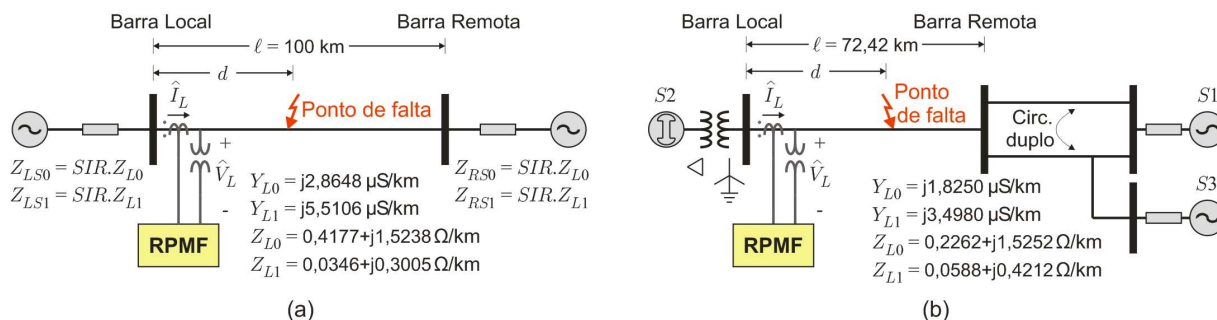 Barra Local
Barra Remota
ℓ = 100 km
d
Î_L
Ponto de falta
+
V̂_L
-
RPMF
Z_LS0 = SIR.Z_L0
Z_LS1 = SIR.Z_L1
Z_RS0 = SIR.Z_L0
Z_RS1 = SIR.Z_L1
Y_L0 = j2,8648 µS/km
Y_L1 = j5,5106 µS/km
Z_L0 = 0,4177+j1,5238 Ω/km
Z_L1 = 0,0346+j0,3005 Ω/km
(a)
Barra Local
Barra Remota
ℓ = 72,42 km
d
S2
Î_L
Ponto
de falta
+
V̂_L
-
RPMF
Circ.
duplo
S1
S3
Y_L0 = j1,8250 µS/km
Y_L1 = j3,4980 µS/km
Z_L0 = 0,2262+j1,5252 Ω/km
Z_L1 = 0,0588+j0,4212 Ω/km
(b)